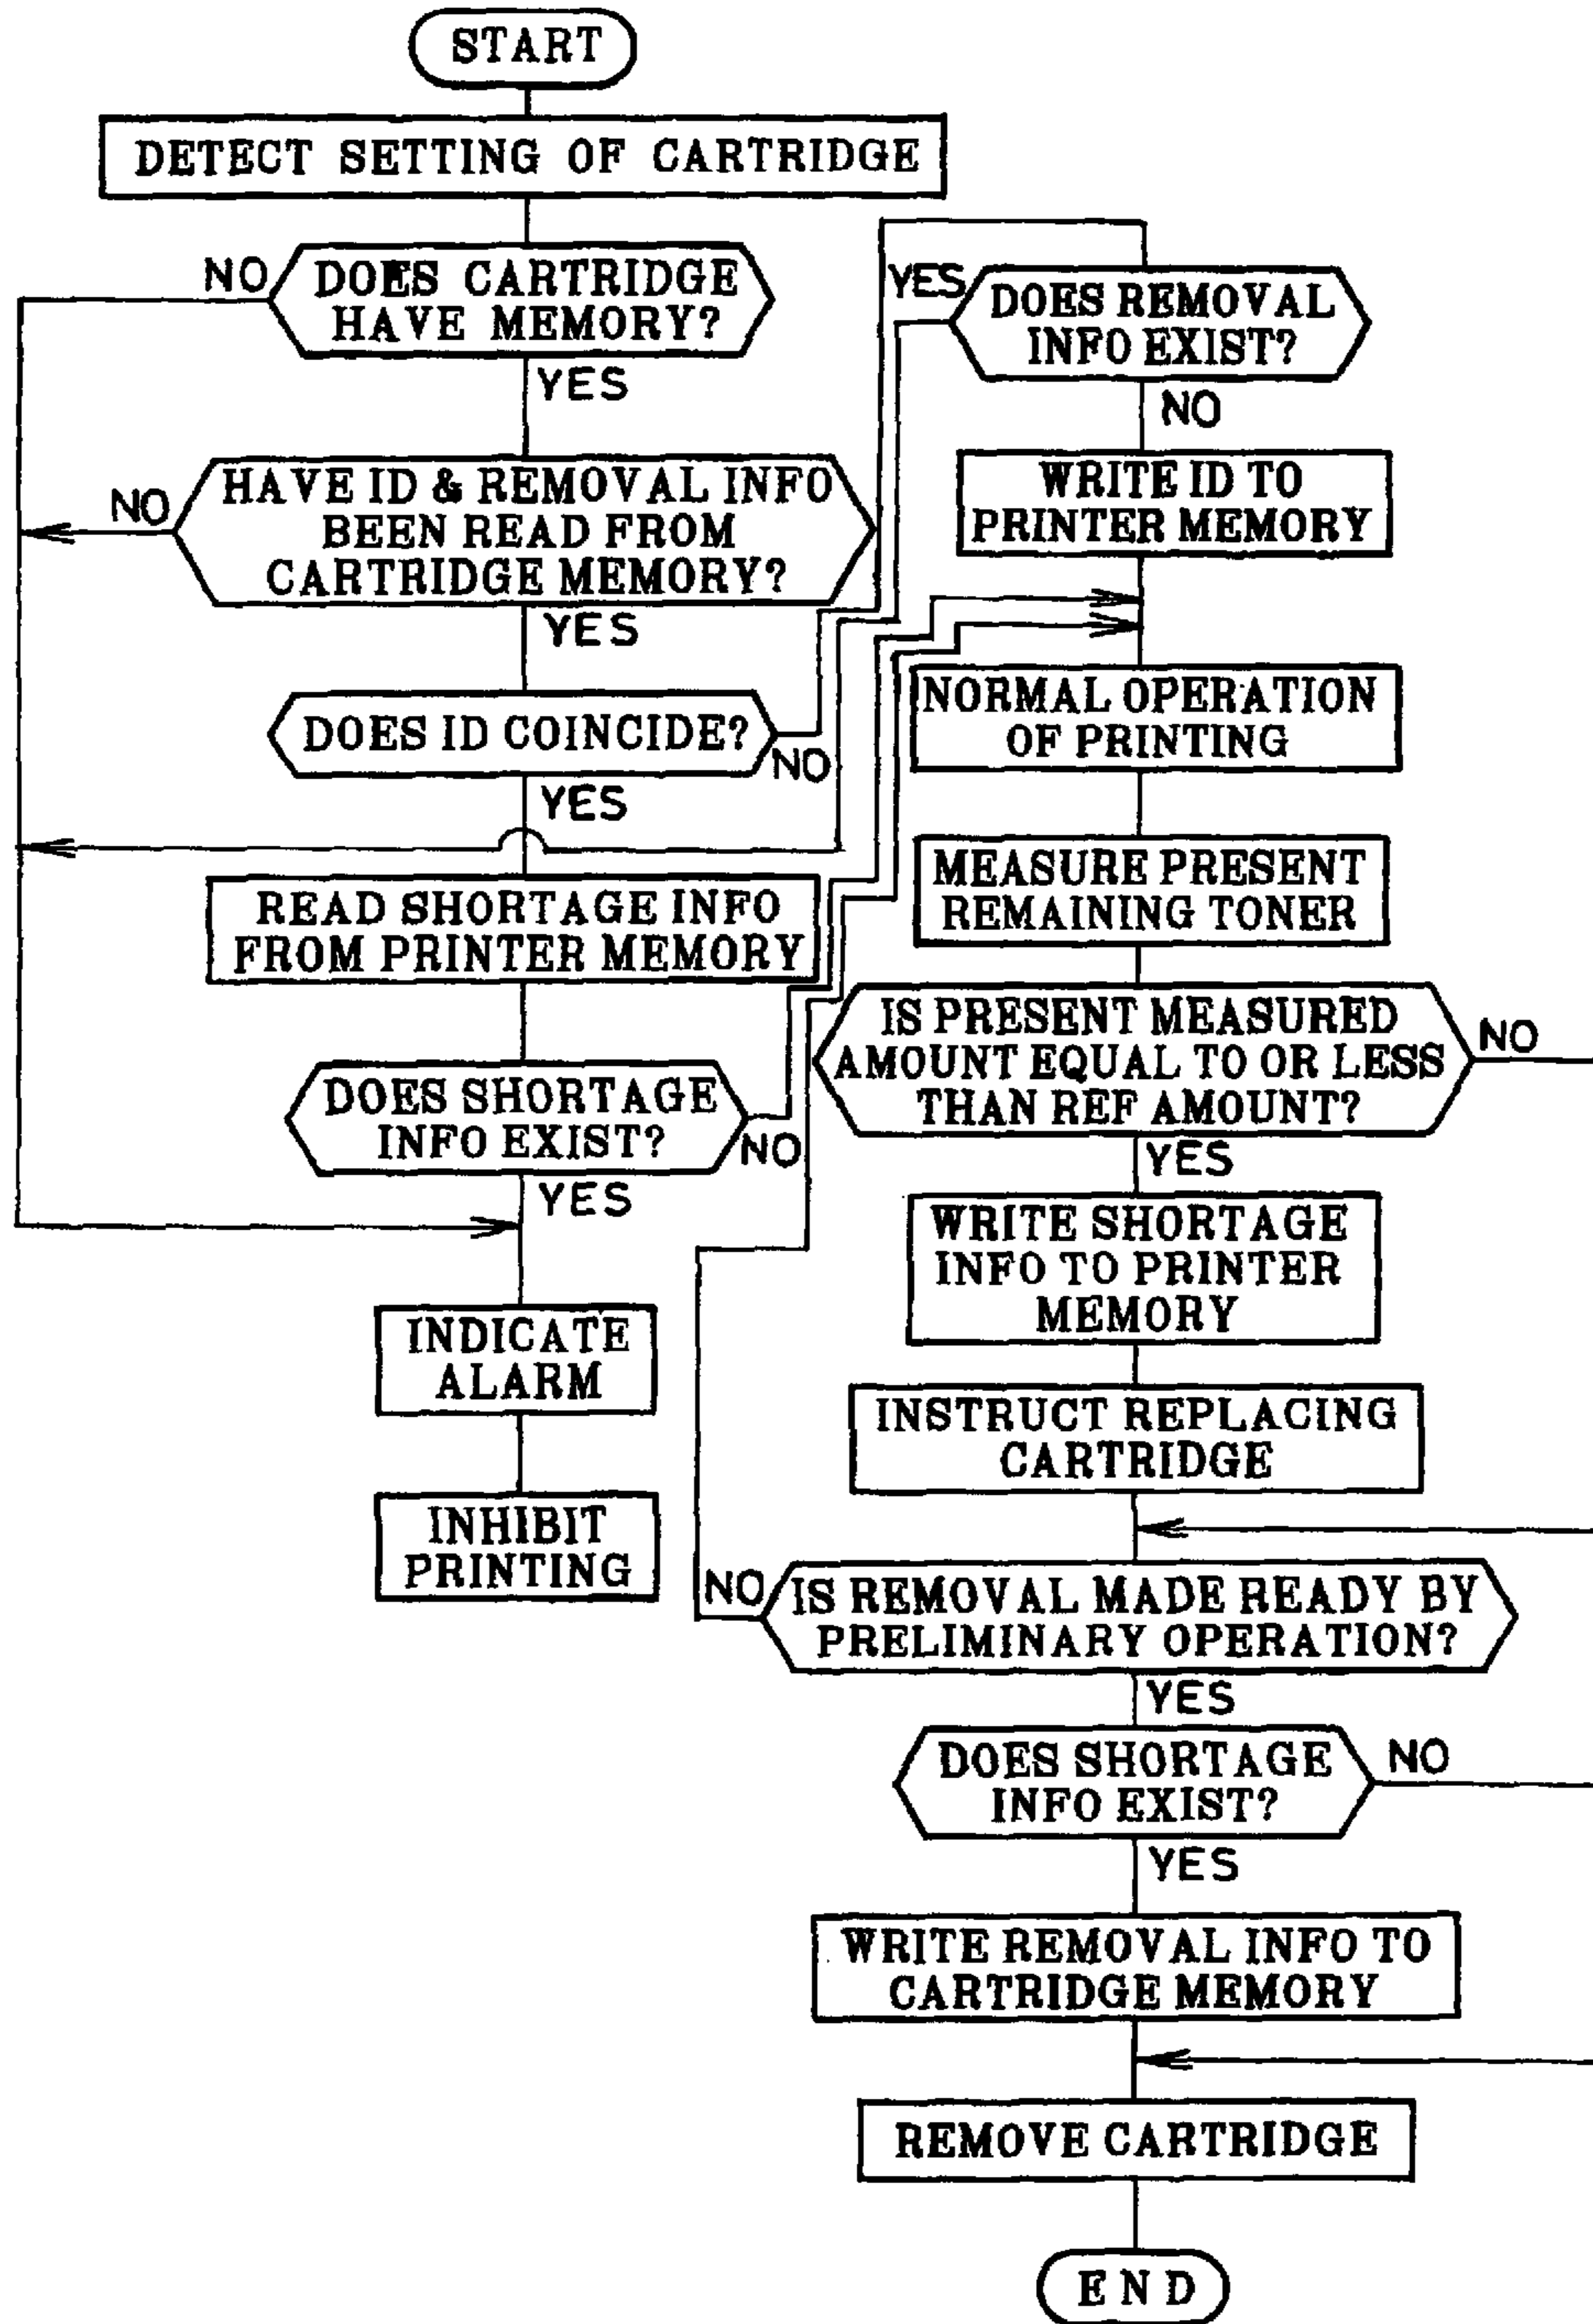 START
DETECT SETTING OF CARTRIDGE
NO
DOES CARTRIDGE
HAVE MEMORY?
YES
NO
HAVE ID & REMOVAL INFO
BEEN READ FROM
CARTRIDGE MEMORY?
YES
DOES ID COINCIDE?
NO
YES
READ SHORTAGE INFO
FROM PRINTER MEMORY
DOES SHORTAGE
INFO EXIST?
NO
YES
INDICATE
ALARM
INHIBIT
PRINTING
YES
DOES REMOVAL
INFO EXIST?
NO
WRITE ID TO
PRINTER MEMORY
NORMAL OPERATION
OF PRINTING
MEASURE PRESENT
REMAINING TONER
IS PRESENT MEASURED
AMOUNT EQUAL TO OR LESS
THAN REF AMOUNT?
NO
YES
WRITE SHORTAGE
INFO TO PRINTER
MEMORY
INSTRUCT REPLACING
CARTRIDGE
NO
IS REMOVAL MADE READY BY
PRELIMINARY OPERATION?
YES
DOES SHORTAGE
INFO EXIST?
NO
YES
WRITE REMOVAL INFO TO
CARTRIDGE MEMORY
REMOVE CARTRIDGE
END